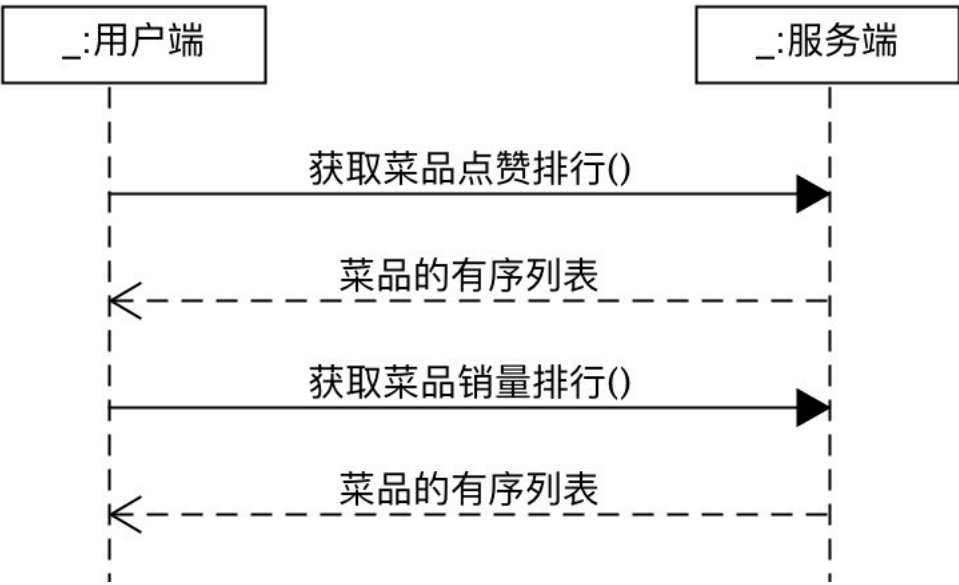 _:用户端
_:服务端
获取菜品点赞排行()
菜品的有序列表
获取菜品销量排行()
菜品的有序列表